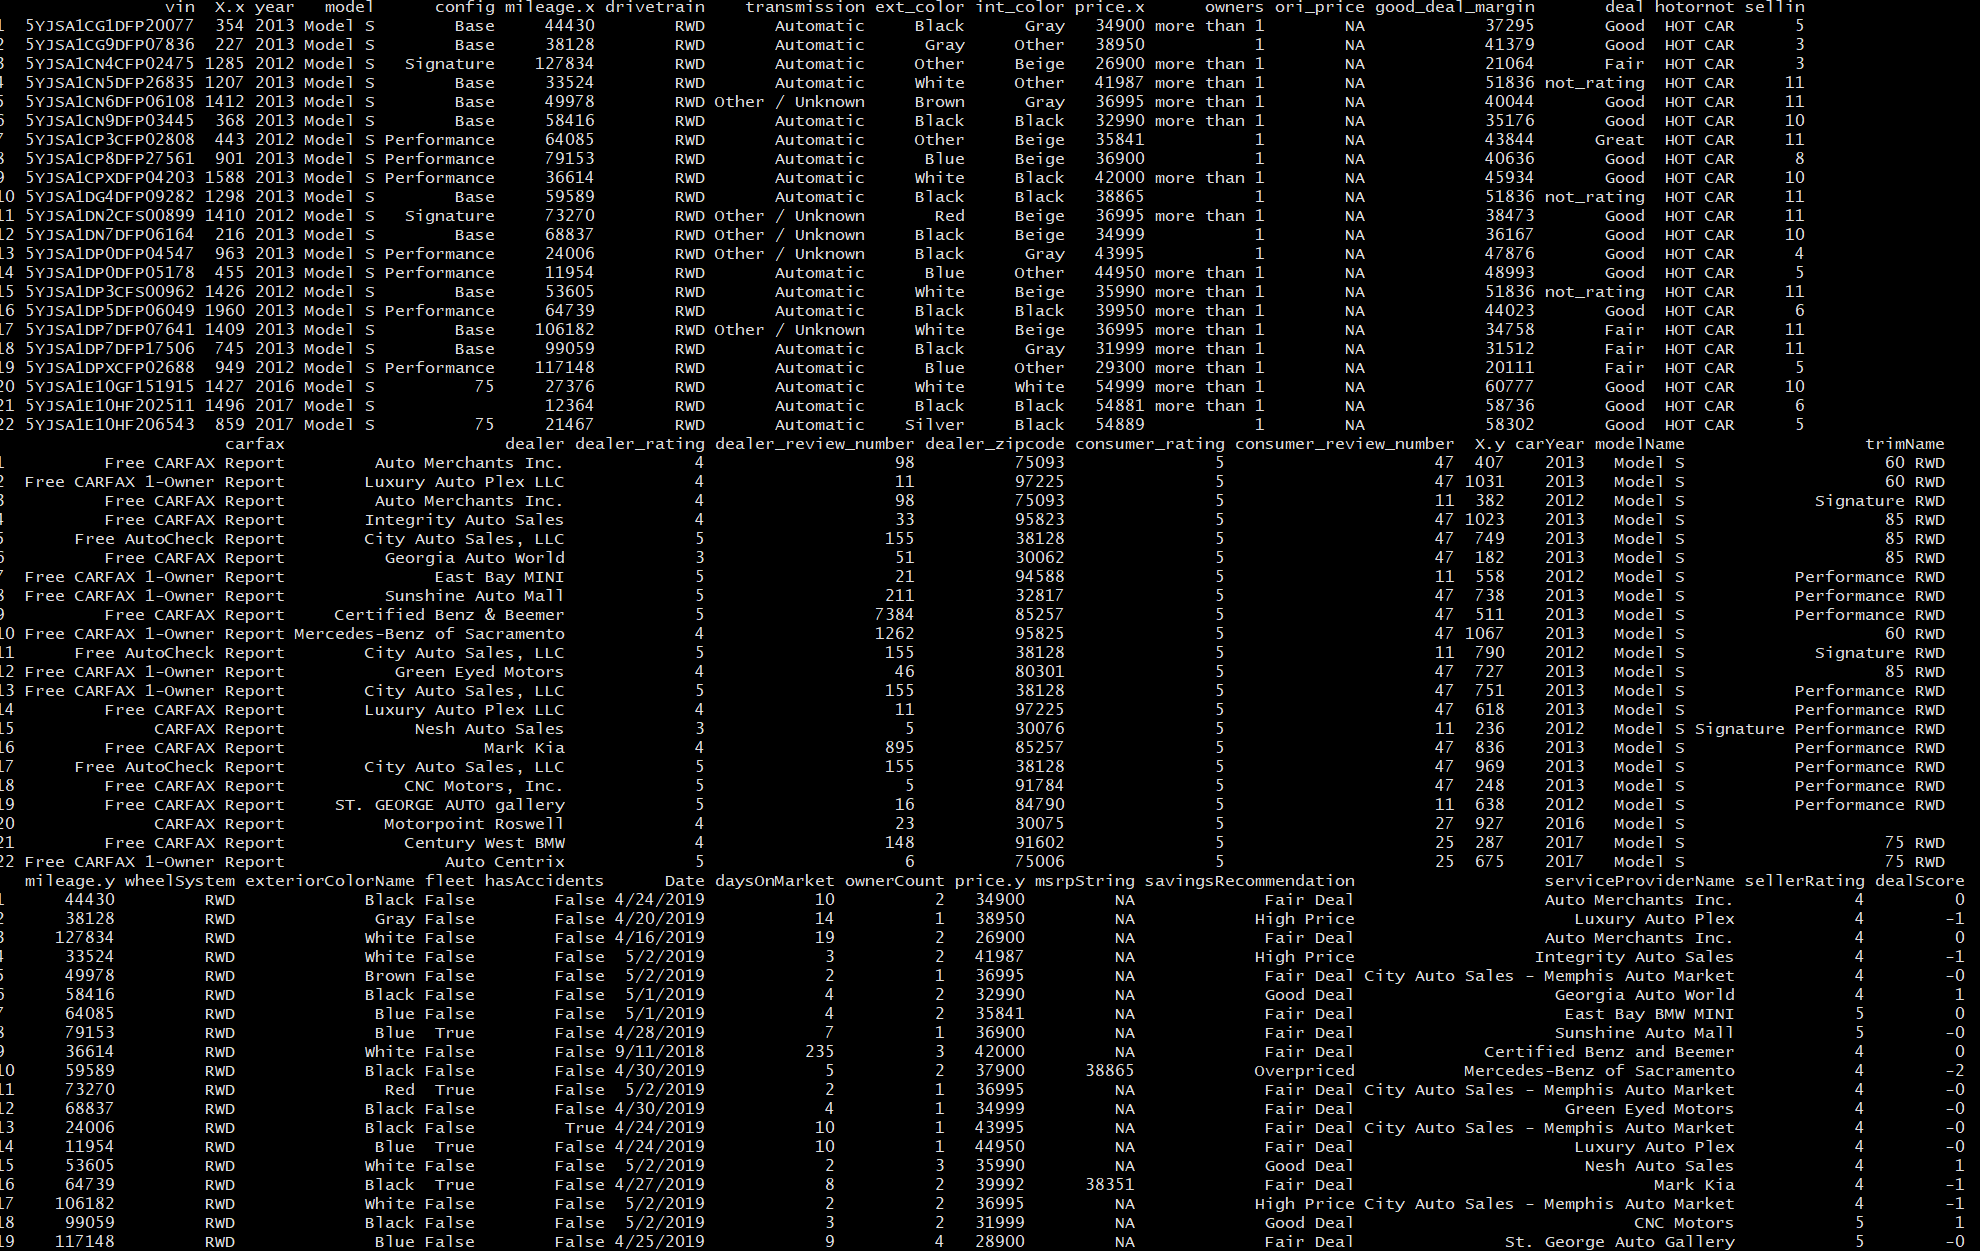 vin X.x year model config mileage.x drivetrain transmission ext_color int_color price.x owners ori_price good_deal_margin deal hotornot sellin
1 5YJSA1CG1DFP20077 354 2013 Model S Base 44430 RWD Automatic Black Gray 34900 more than 1 NA 37295 Good HOT CAR 5
2 5YJSA1CG9DFP07836 227 2013 Model S Base 38128 RWD Automatic Gray Other 38950 1 NA 41379 Good HOT CAR 3
3 5YJSA1CN4CFP02475 1285 2012 Model S Signature 127834 RWD Automatic Other Beige 26900 more than 1 NA 21064 Fair HOT CAR 3
4 5YJSA1CN5DFP26835 1207 2013 Model S Base 33524 RWD Automatic White Other 41987 more than 1 NA 51836 not_rating HOT CAR 11
5 5YJSA1CN6DFP06108 1412 2013 Model S Base 49978 RWD Other / Unknown Brown Gray 36995 more than 1 NA 40044 Good HOT CAR 11
6 5YJSA1CN9DFP03445 368 2013 Model S Base 58416 RWD Automatic Black Black 32990 more than 1 NA 35176 Good HOT CAR 10
7 5YJSA1CP3CFP02808 443 2012 Model S Performance 64085 RWD Automatic Other Beige 35841 1 NA 43844 Great HOT CAR 11
8 5YJSA1CP8DFP27561 901 2013 Model S Performance 79153 RWD Automatic Blue Beige 36900 1 NA 40636 Good HOT CAR 8
9 5YJSA1CPXDFP04203 1588 2013 Model S Performance 36614 RWD Automatic White Black 42000 more than 1 NA 45934 Good HOT CAR 10
10 5YJSA1DG4DFP09282 1298 2013 Model S Base 59589 RWD Automatic Black Black 38865 1 NA 51836 not_rating HOT CAR 11
11 5YJSA1DN2CFS00899 1410 2012 Model S Signature 73270 RWD Other / Unknown Red Beige 36995 more than 1 NA 38473 Good HOT CAR 11
12 5YJSA1DN7DFP06164 216 2013 Model S Base 68837 RWD Other / Unknown Black Beige 34999 1 NA 36167 Good HOT CAR 10
13 5YJSA1DP0DFP04547 963 2013 Model S Performance 24006 RWD Other / Unknown Black Gray 43995 1 NA 47876 Good HOT CAR 4
14 5YJSA1DP0DFP05178 455 2013 Model S Performance 11954 RWD Automatic Blue Other 44950 more than 1 NA 48993 Good HOT CAR 5
15 5YJSA1DP3CFS00962 1426 2012 Model S Base 53605 RWD Automatic White Beige 35990 more than 1 NA 51836 not_rating HOT CAR 11
16 5YJSA1DP5DFP06049 1960 2013 Model S Performance 64739 RWD Automatic Black Black 39950 more than 1 NA 44023 Good HOT CAR 6
17 5YJSA1DP7DFP07641 1409 2013 Model S Base 106182 RWD Other / Unknown White Beige 36995 more than 1 NA 34758 Fair HOT CAR 11
18 5YJSA1DP7DFP17506 745 2013 Model S Base 99059 RWD Automatic Black Gray 31999 more than 1 NA 31512 Fair HOT CAR 11
19 5YJSA1DPXCFP02688 949 2012 Model S Performance 117148 RWD Automatic Blue Other 29300 more than 1 NA 20111 Fair HOT CAR 5
20 5YJSA1E10GF151915 1427 2016 Model S 75 27376 RWD Automatic White White 54999 more than 1 NA 60777 Good HOT CAR 10
21 5YJSA1E10HF202511 1496 2017 Model S 12364 RWD Automatic Black Black 54881 more than 1 NA 58736 Good HOT CAR 6
22 5YJSA1E10HF206543 859 2017 Model S 75 21467 RWD Automatic Silver Black 54889 1 NA 58302 Good HOT CAR 5
carfax dealer dealer_rating dealer_review_number dealer_zipcode consumer_rating consumer_review_number X.y carYear modelName trimName
1 Free CARFAX Report Auto Merchants Inc. 4 98 75093 5 47 407 2013 Model S 60 RWD
2 Free CARFAX 1-Owner Report Luxury Auto Plex LLC 4 11 97225 5 47 1031 2013 Model S 60 RWD
3 Free CARFAX Report Auto Merchants Inc. 4 98 75093 5 11 382 2012 Model S Signature RWD
4 Free CARFAX Report Integrity Auto Sales 4 33 95823 5 47 1023 2013 Model S 85 RWD
5 Free AutoCheck Report City Auto Sales, LLC 5 155 38128 5 47 749 2013 Model S 85 RWD
6 Free CARFAX Report Georgia Auto World 3 51 30062 5 47 182 2013 Model S 85 RWD
7 Free CARFAX 1-Owner Report East Bay MINI 5 21 94588 5 11 558 2012 Model S Performance RWD
8 Free CARFAX 1-Owner Report Sunshine Auto Mall 5 211 32817 5 47 738 2013 Model S Performance RWD
9 Free CARFAX Report Certified Benz & Beemer 5 7384 85257 5 47 511 2013 Model S Performance RWD
10 Free CARFAX 1-Owner Report Mercedes-Benz of Sacramento 4 1262 95825 5 47 1067 2013 Model S 60 RWD
11 Free AutoCheck Report City Auto Sales, LLC 5 155 38128 5 11 790 2012 Model S Signature RWD
12 Free CARFAX 1-Owner Report Green Eyed Motors 4 46 80301 5 47 727 2013 Model S 85 RWD
13 Free CARFAX 1-Owner Report City Auto Sales, LLC 5 155 38128 5 47 751 2013 Model S Performance RWD
14 Free CARFAX Report Luxury Auto Plex LLC 4 11 97225 5 47 618 2013 Model S Performance RWD
15 CARFAX Report Nesh Auto Sales 3 5 30076 5 11 236 2012 Model S Signature Performance RWD
16 Free CARFAX Report Mark Kia 4 895 85257 5 47 836 2013 Model S Performance RWD
17 Free AutoCheck Report City Auto Sales, LLC 5 155 38128 5 47 969 2013 Model S Performance RWD
18 Free CARFAX Report CNC Motors, Inc. 5 5 91784 5 47 248 2013 Model S Performance RWD
19 Free CARFAX Report ST. GEORGE AUTO gallery 5 16 84790 5 11 638 2012 Model S Performance RWD
20 CARFAX Report Motorpoint Roswell 4 23 30075 5 27 927 2016 Model S
21 Free CARFAX Report Century West BMW 4 148 91602 5 25 287 2017 Model S 75 RWD
22 Free CARFAX 1-Owner Report Auto Centrix 5 6 75006 5 25 675 2017 Model S 75 RWD
mileage.y wheelSystem exteriorColorName fleet hasAccidents Date daysOnMarket ownerCount price.y msrpString savingsRecommendation serviceProviderName sellerRating dealScore
1 44430 RWD Black False False 4/24/2019 10 2 34900 NA Fair Deal Auto Merchants Inc. 4 0
2 38128 RWD Gray False False 4/20/2019 14 1 38950 NA High Price Luxury Auto Plex 4 -1
3 127834 RWD White False False 4/16/2019 19 2 26900 NA Fair Deal Auto Merchants Inc. 4 0
4 33524 RWD White False False 5/2/2019 3 2 41987 NA High Price Integrity Auto Sales 4 -1
5 49978 RWD Brown False False 5/2/2019 2 1 36995 NA Fair Deal City Auto Sales - Memphis Auto Market 4 -0
6 58416 RWD Black False False 5/1/2019 4 2 32990 NA Good Deal Georgia Auto World 4 1
7 64085 RWD Blue False False 5/1/2019 4 2 35841 NA Fair Deal East Bay BMW MINI 5 0
8 79153 RWD Blue True False 4/28/2019 7 1 36900 NA Fair Deal Sunshine Auto Mall 5 -0
9 36614 RWD White False False 9/11/2018 235 3 42000 NA Fair Deal Certified Benz and Beemer 4 0
10 59589 RWD Black False False 4/30/2019 5 2 37900 38865 Overpriced Mercedes-Benz of Sacramento 4 -2
11 73270 RWD Red True False 5/2/2019 2 1 36995 NA Fair Deal City Auto Sales - Memphis Auto Market 4 -0
12 68837 RWD Black False False 4/30/2019 4 1 34999 NA Fair Deal Green Eyed Motors 4 -0
13 24006 RWD Black False True 4/24/2019 10 1 43995 NA Fair Deal City Auto Sales - Memphis Auto Market 4 -0
14 11954 RWD Blue True False 4/24/2019 10 1 44950 NA Fair Deal Luxury Auto Plex 4 -0
15 53605 RWD White False False 5/2/2019 2 3 35990 NA Good Deal Nesh Auto Sales 4 1
16 64739 RWD Black True False 4/27/2019 8 2 39992 38351 Fair Deal Mark Kia 4 -1
17 106182 RWD White False False 5/2/2019 2 2 36995 NA High Price City Auto Sales - Memphis Auto Market 4 -1
18 99059 RWD Black False False 5/2/2019 3 2 31999 NA Good Deal CNC Motors 5 1
19 117148 RWD Blue False False 4/25/2019 9 4 28900 NA Fair Deal St. George Auto Gallery 5 -0